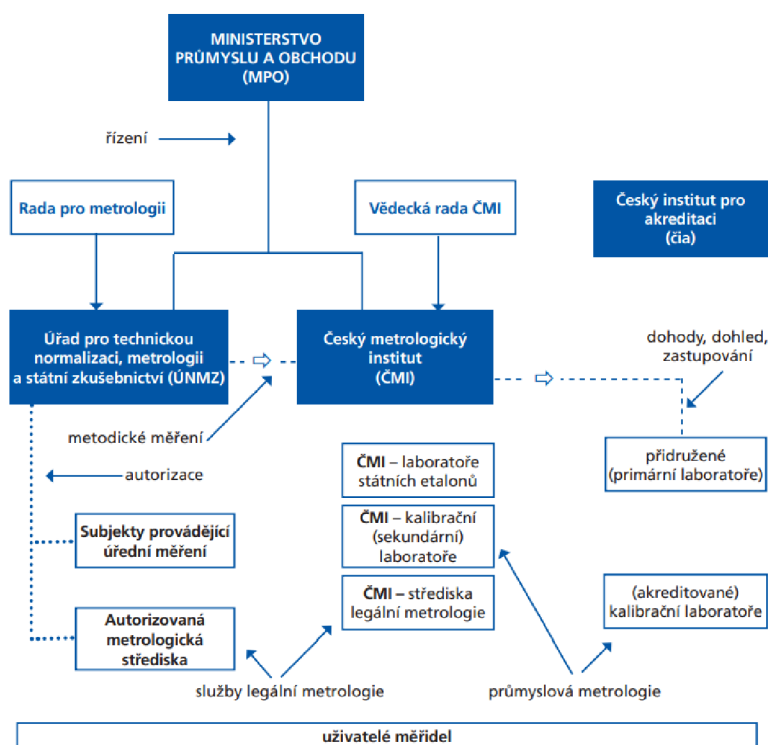 MINISTERSTVO
PRŮMYSLU A OBCHODU
(MPO)
řízení
Rada pro metrologii
Vědecká rada ČMI
Český institut pro
akreditaci
(čia)
Úřad pro technickou
normalizaci, metrologii
a státní zkušebnictví (ÚNMZ)
Český metrologický
institut
(ČMI)
dohody, dohled,
zastupování
metodické měření
autorizace
ČMI – laboratoře
státních etalonů
přidružené
(primární laboratoře)
Subjekty provádějící
úřední měření
ČMI – kalibrační
(sekundární)
laboratoře
ČMI – střediska
legální metrologie
(akreditované)
kalibrační laboratoře
Autorizovaná
metrologická
střediska
služby legální metrologie
průmyslová metrologie
uživatelé měřidel